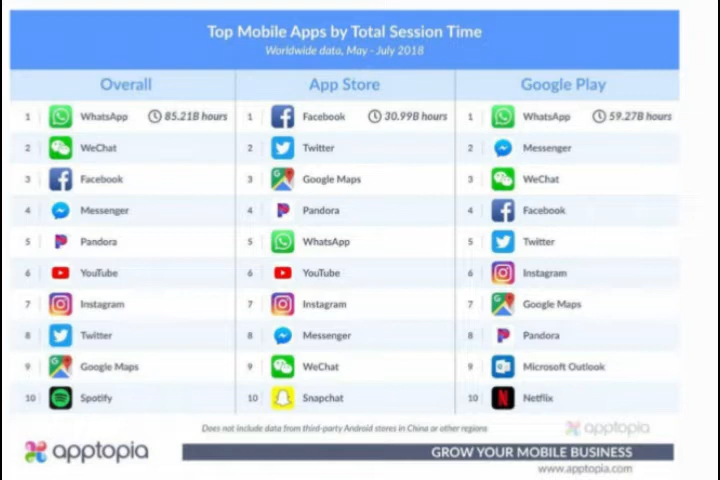 Top Mobile Apps by Total Session Time
Worldwide data, May - July 2018
Overall App Store Google Play
1 WhatsApp 85.21B hours 1 Facebook 30.99B hours 1 WhatsApp 59.27B hours
2 WeChat 2 Twitter 2 Messenger
3 Facebook 3 Google Maps 3 WeChat
4 Messenger 4 Pandora 4 Facebook
5 Pandora 5 WhatsApp 5 Twitter
6 YouTube 6 YouTube 6 Instagram
7 Instagram 7 Instagram 7 Google Maps
8 Twitter 8 Messenger 8 Pandora
9 Google Maps 9 WeChat 9 Microsoft Outlook
10 Spotify 10 Snapchat 10 Netflix
Does not include data from third-party Android stores in China or other regions
apptopia
apptopia
GROW YOUR MOBILE BUSINESS
www.apptopia.com